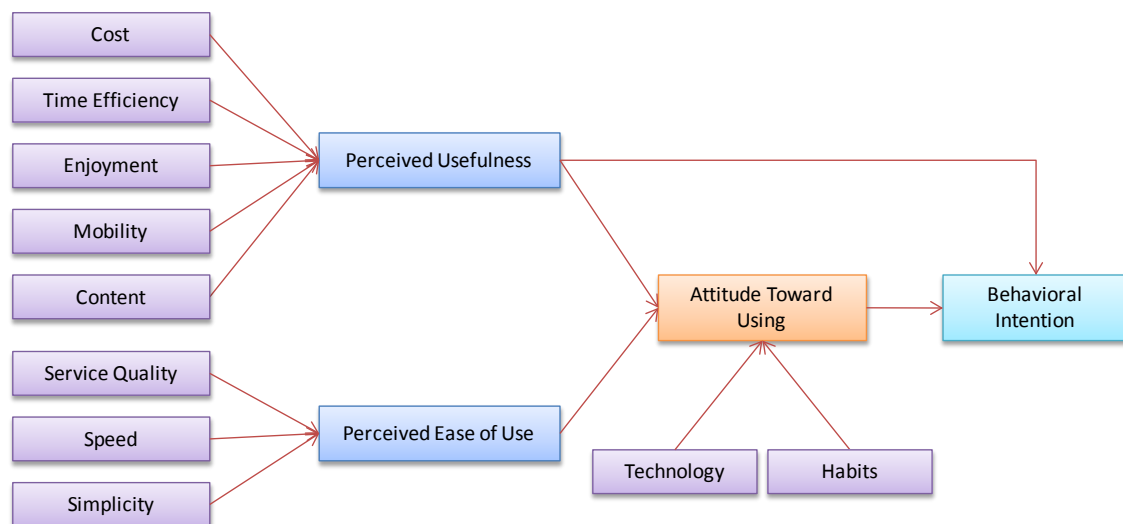 Cost
Time Efficiency
Enjoyment
Mobility
Content
Perceived Usefulness
Attitude Toward
Using
Behavioral
Intention
Service Quality
Speed
Simplicity
Perceived Ease of Use
Technology
Habits